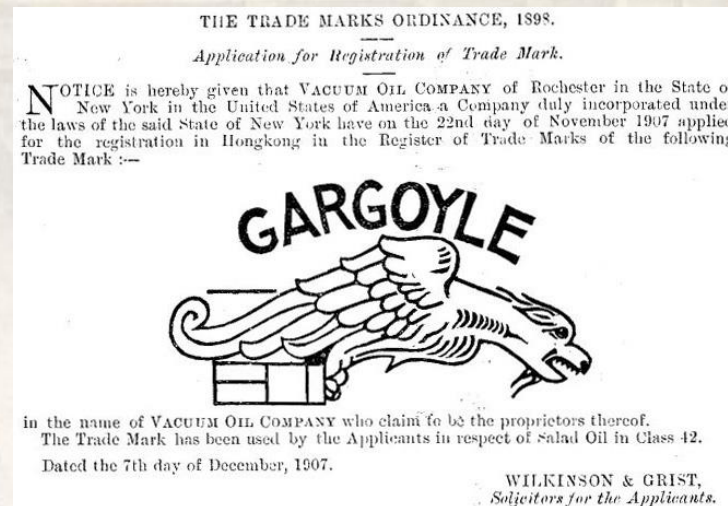 THE TRADE MARKS ORDINANCE, 1898.
Application for Registration of Trade Mark.
NOTICE is hereby given that VACUUM OIL COMPANY of Rochester in the State of
New York in the United States of America a Company duly incorporated under
the laws of the said State of New York have on the 22nd day of November 1907 applied
for the registration in Hongkong in the Register of Trade Marks of the following
Trade Mark :—
GARGOYLE
in the name of VACUUM OIL COMPANY who claim to be the proprietors thereof.
The Trade Mark has been used by the Applicants in respect of Salad Oil in Class 42.
Dated the 7th day of December, 1907.
WILKINSON & GRIST,
Solicitors for the Applicants.